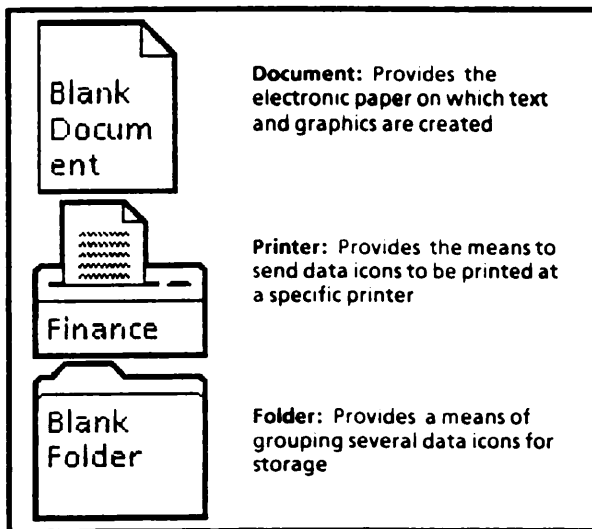 Blank
Docum
ent
Document: Provides the
electronic paper on which text
and graphics are created
Finance
Printer: Provides the means to
send data icons to be printed at
a specific printer
Blank
Folder
Folder: Provides a means of
grouping several data icons for
storage